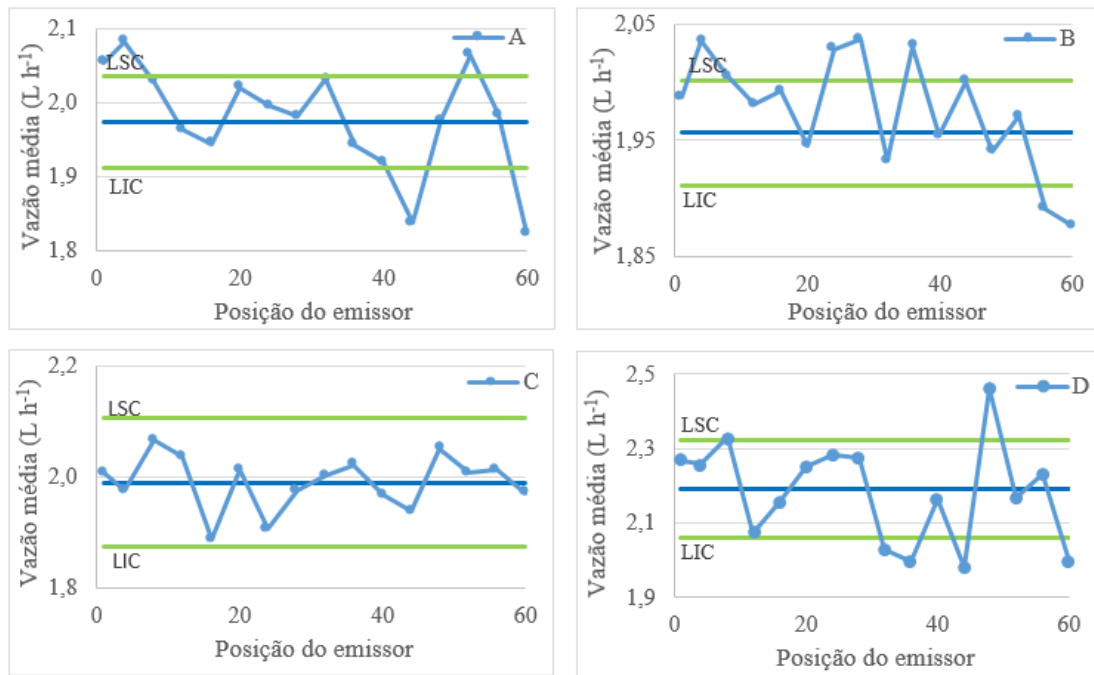 2,1
2,0
1,9
1,8
Vazão média (L h-1)
LSC
LIC
A
0 20 40 60
Posição do emissor
2,05
1,95
1,85
Vazão média (L h-1)
LSC
LIC
B
0 20 40 60
Posição do emissor
2,2
2,0
1,8
Vazão média (L h-1)
LSC
LIC
C
0 20 40 60
Posição do emissor
2,5
2,3
2,1
1,9
Vazão média (L h-1)
LSC
LIC
D
0 20 40 60
Posição do emissor